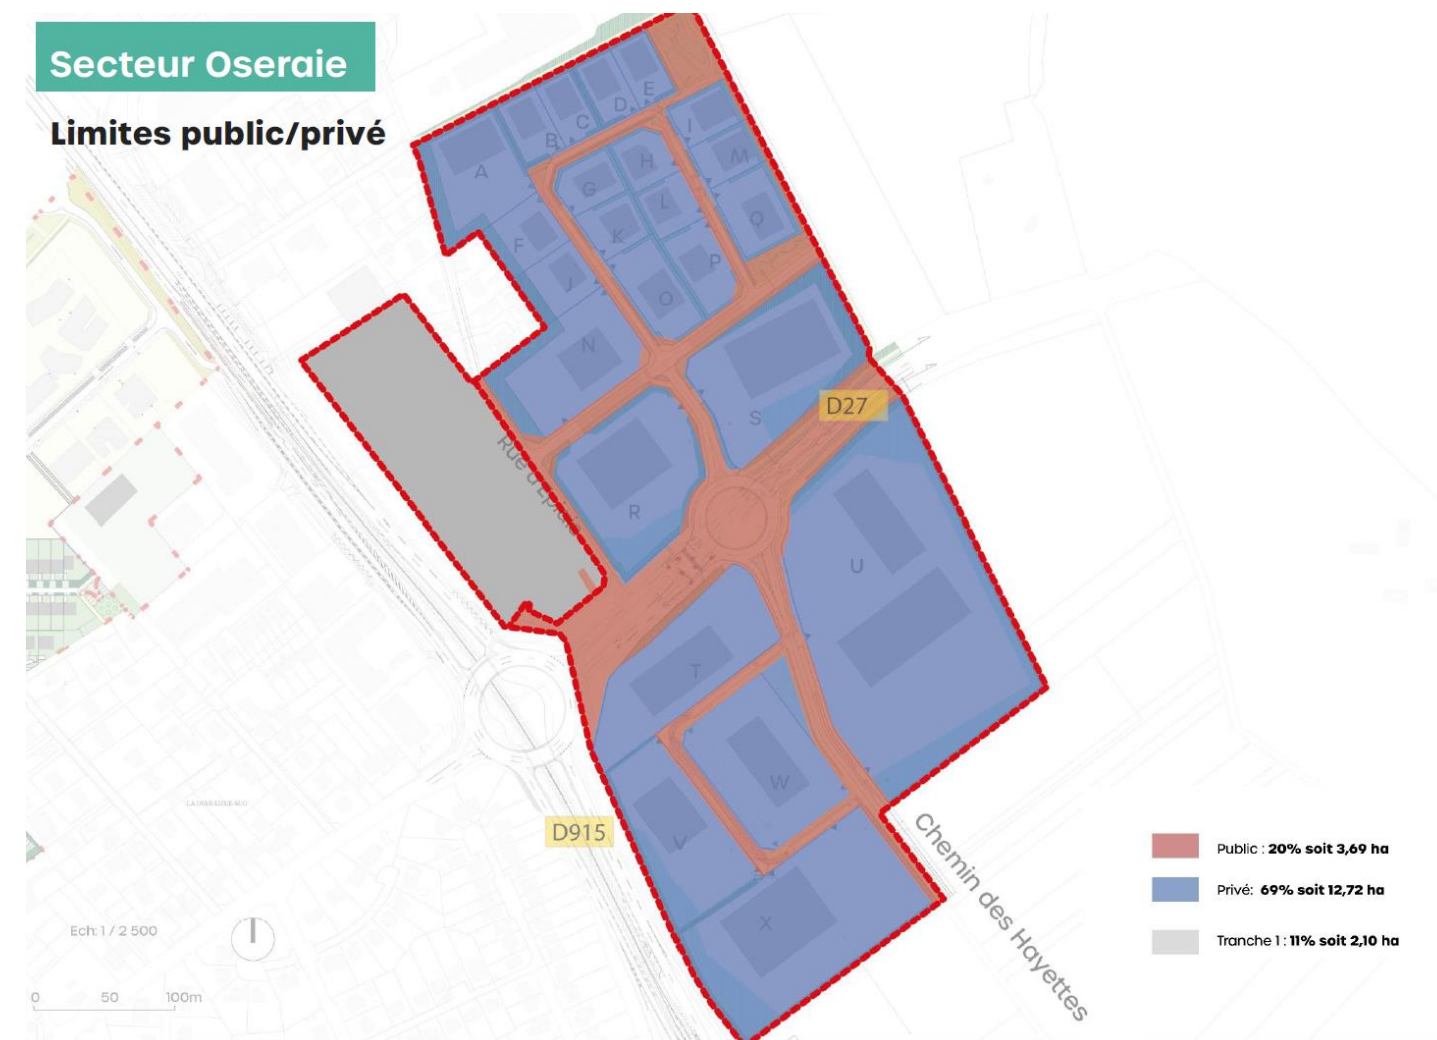 Secteur Oseraie
Limites public/privé
E
D
C
B
A
I
H
M
G
L
Q
K
F
P
J
O
N
S
D27
Rue d'Epiais
R
U
T
W
V
D915
X
Chemin des Hayettes
Public : 20% soit 3,69 ha
Privé: 69% soit 12,72 ha
Tranche 1 : 11% soit 2,10 ha
Ech: 1 / 2 500
0 50 100m